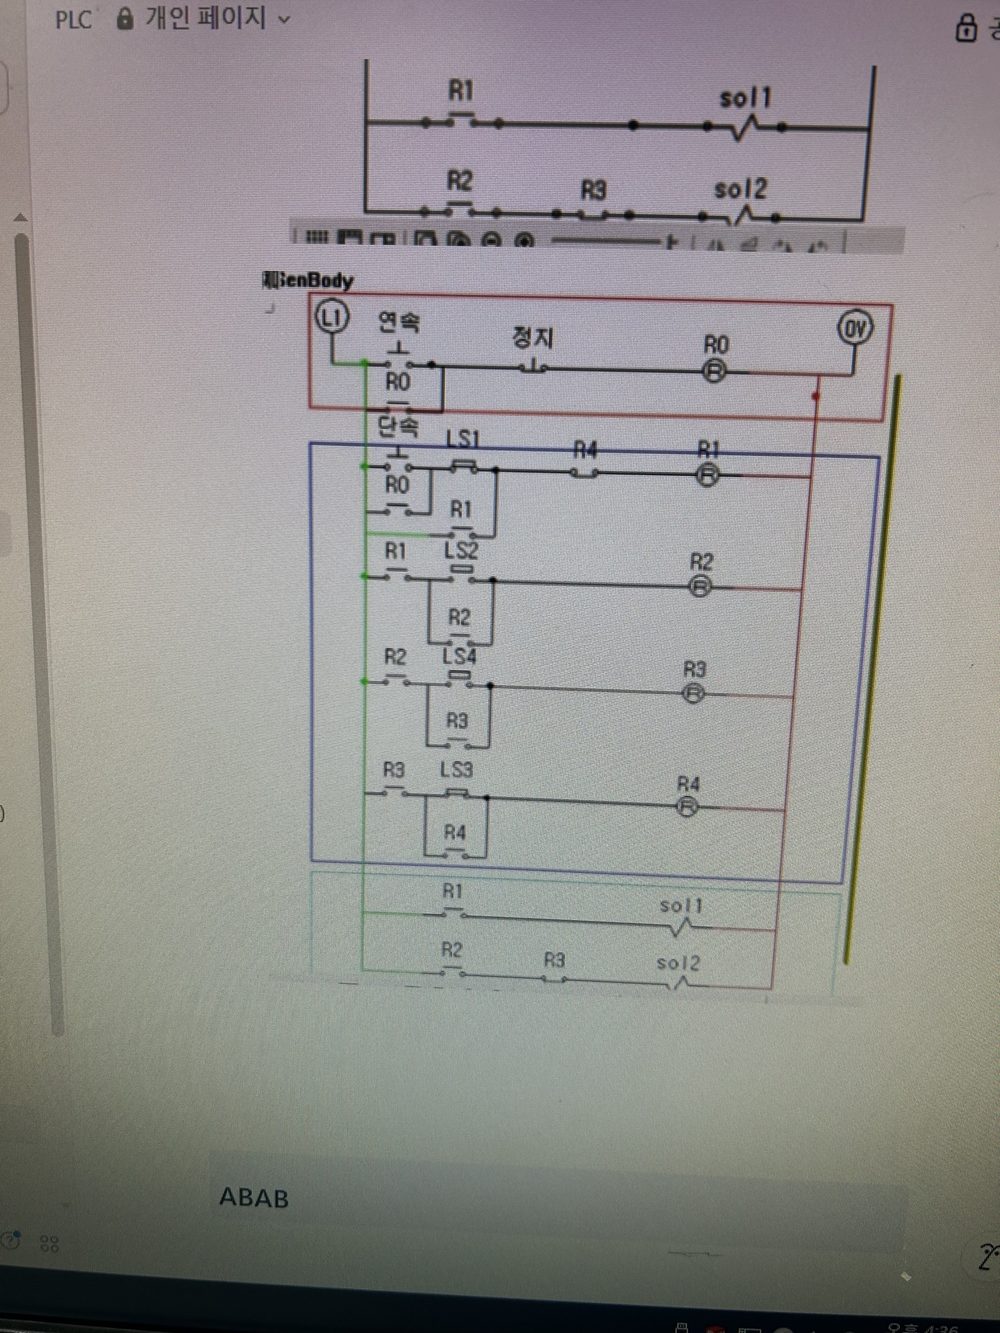 PLC 개인 페이지
R1 sol1
R2 R3 sol2
GenBody
L1 연속 정지 R0 0V
R
R0
단속 LS1 R4 R1
R
R0 R1
R1 LS2 R2
R
R2
R2 LS4 R3
R
R3
R3 LS3 R4
R
R4
R1 sol1
R2 R3 sol2
ABAB